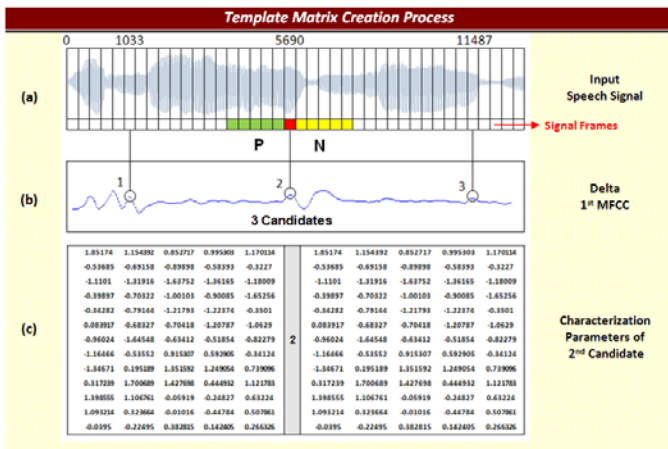 Template Matrix Creation Process
0 1033 5690 11487
(a)
Input
Speech Signal
Signal Frames
P N
(b)
1 2 3
3 Candidates
Delta
1st MFCC
(c)
1.85174 1.154392 0.852717 0.995303 1.170114 1.85174 1.154392 0.852717 0.995303 1.170114
-0.53685 -0.69158 -0.89898 -0.58393 -0.3227 -0.53685 -0.69158 -0.89898 -0.58393 -0.3227
-1.1101 -1.31916 -1.63752 -1.36165 -1.18009 -1.1101 -1.31916 -1.63752 -1.36165 -1.18009
-0.39897 -0.70322 -1.00103 -0.90085 -1.65256 -0.39897 -0.70322 -1.00103 -0.90085 -1.65256
-0.34282 -0.79144 -1.21793 -1.22374 -0.3501 -0.34282 -0.79144 -1.21793 -1.22374 -0.3501
0.083917 -0.68327 -0.70418 -1.20787 -1.0629 0.083917 -0.68327 -0.70418 -1.20787 -1.0629
-0.96024 -1.64548 -0.63412 -0.51854 -0.82279 2 -0.96024 -1.64548 -0.63412 -0.51854 -0.82279
-1.16466 -0.53552 0.915307 0.592905 -0.34124 -1.16466 -0.53552 0.915307 0.592905 -0.34124
-1.34671 0.195189 1.351592 1.249054 0.739096 -1.34671 0.195189 1.351592 1.249054 0.739096
0.317239 1.700689 1.427698 0.444932 1.121783 0.317239 1.700689 1.427698 0.444932 1.121783
1.398555 1.106761 -0.05919 -0.24827 0.63224 1.398555 1.106761 -0.05919 -0.24827 0.63224
1.093214 0.323664 -0.01016 -0.44784 0.507861 1.093214 0.323664 -0.01016 -0.44784 0.507861
-0.0395 -0.22495 0.382815 0.142405 0.266326 -0.0395 -0.22495 0.382815 0.142405 0.266326
Characterization
Parameters of
2nd Candidate